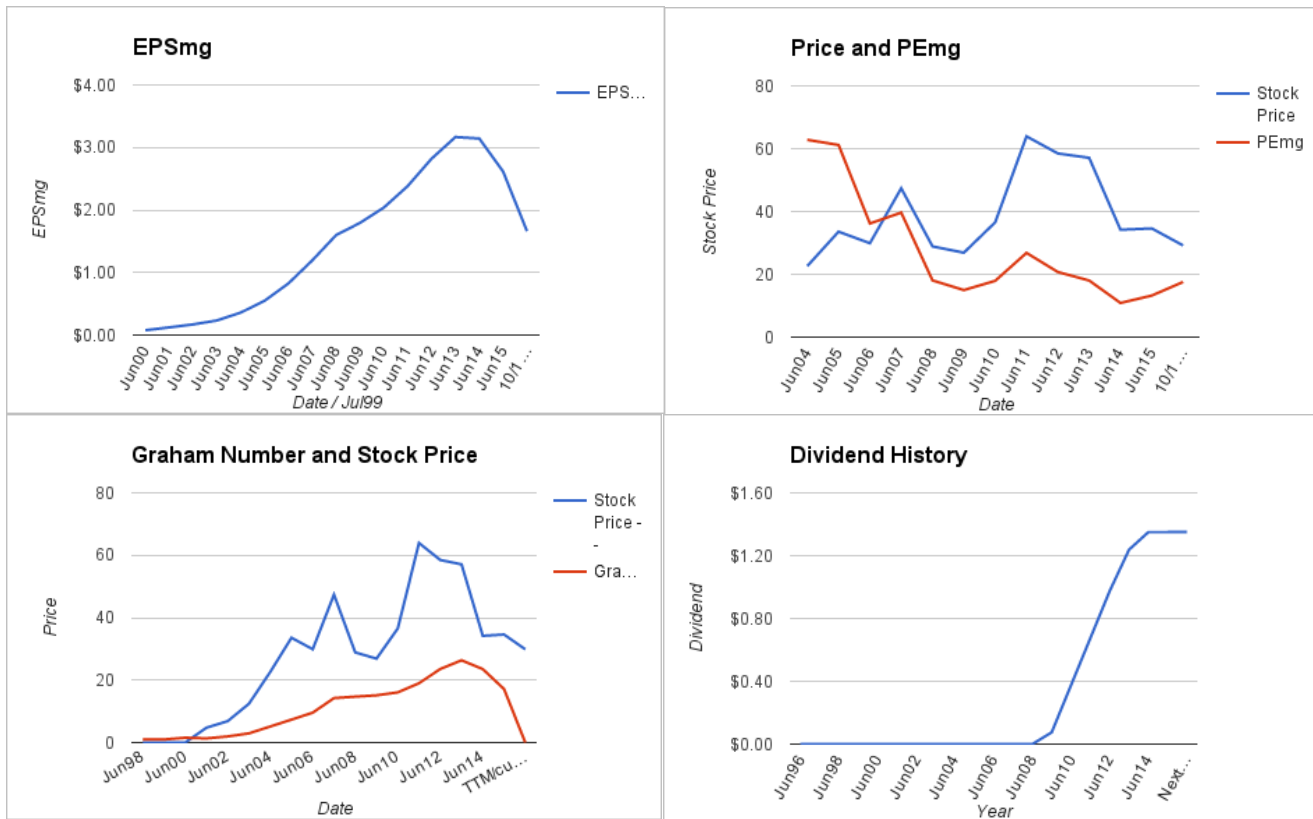 EPSmg
$4.00
$3.00
$2.00
$1.00
$0.00
EPSmg
EPS...
Jun00
Jun01
Jun02
Jun03
Jun04
Jun05
Jun06
Jun07
Jun08
Jun09
Jun10
Jun11
Jun12
Jun13
Jun14
Jun15
10/1...
Date / Jul99
Price and PEmg
80
60
40
20
0
Stock Price
Stock
Price
PEmg
Jun04
Jun05
Jun06
Jun07
Jun08
Jun09
Jun10
Jun11
Jun12
Jun13
Jun14
Jun15
10/1...
Date
Graham Number and Stock Price
80
60
40
20
0
Price
Stock
Price -
-
Gra...
Jun98
Jun00
Jun02
Jun04
Jun06
Jun08
Jun10
Jun12
Jun14
TTM/cu...
Date
Dividend History
$1.60
$1.20
$0.80
$0.40
$0.00
Dividend
Jun96
Jun98
Jun00
Jun02
Jun04
Jun06
Jun08
Jun10
Jun12
Jun14
Next...
Year